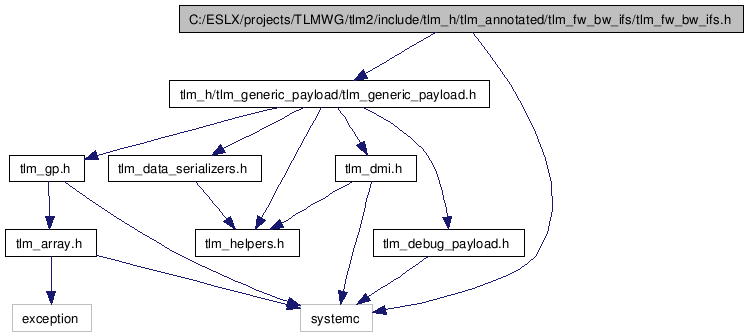 C:/ESLX/projects/TLMWG/tlm2/include/tlm_h/tlm_annotated/tlm_fw_bw_ifs/tlm_fw_bw_ifs.h
tlm_h/tlm_generic_payload/tlm_generic_payload.h
tlm_gp.h
tlm_data_serializers.h
tlm_dmi.h
tlm_array.h
tlm_helpers.h
tlm_debug_payload.h
exception
systemc